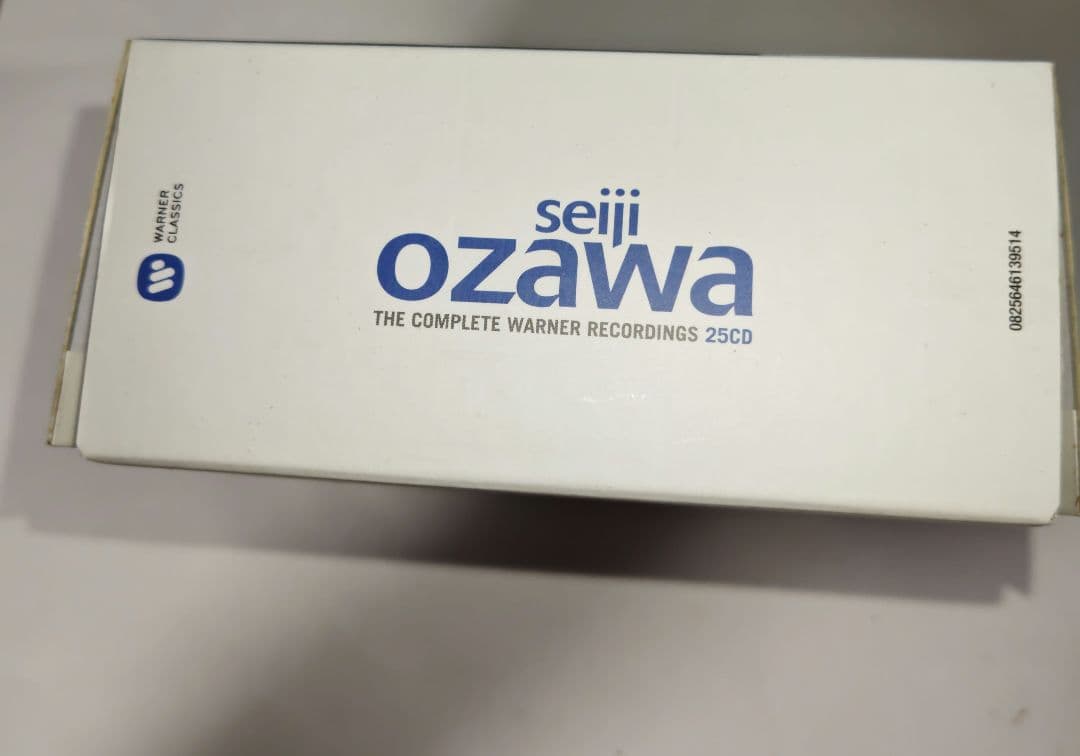 WARNER
CLASSICS
seiji
ozawa
THE COMPLETE WARNER RECORDINGS 25CD
0825646139514